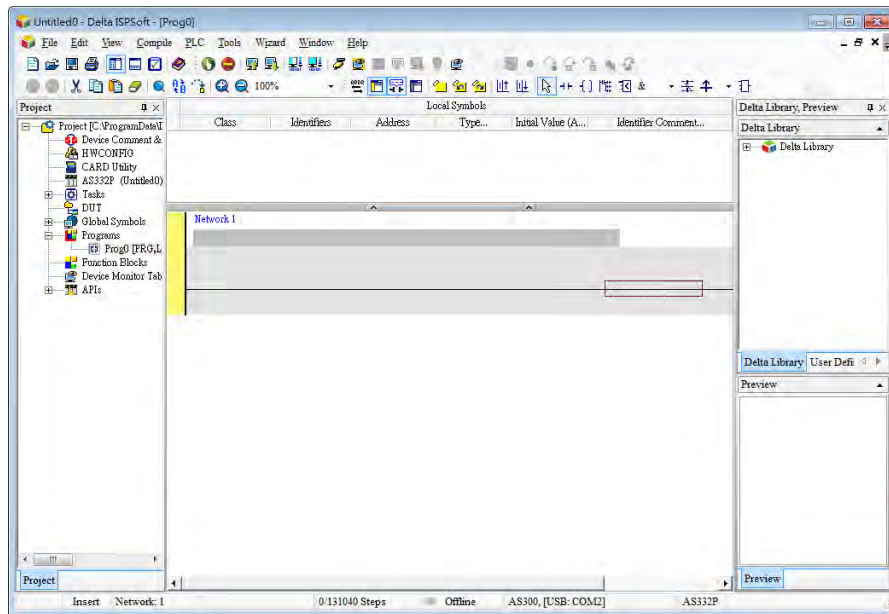 Untitled0 - Delta ISPSoft - [Prog0]
File Edit View Compile PLC Tools Wizard Window Help
100%
Project
Project [C:\ProgramData\I
Device Comment &
HWCONFIG
CARD Utility
AS332P (Untitled0)
Tasks
DUT
Global Symbols
Programs
Prog0 [PRG,L
Function Blocks
Device Monitor Tab
APIs
Project
Local Symbols
Class Identifiers Address Type... Initial Value (A... Identifier Comment...
Network 1
Delta Library, Preview
Delta Library
Delta Library
Delta Library User Defi
Preview
Preview
Insert Network: 1 0/131040 Steps Offline AS300, [USB: COM2] AS332P